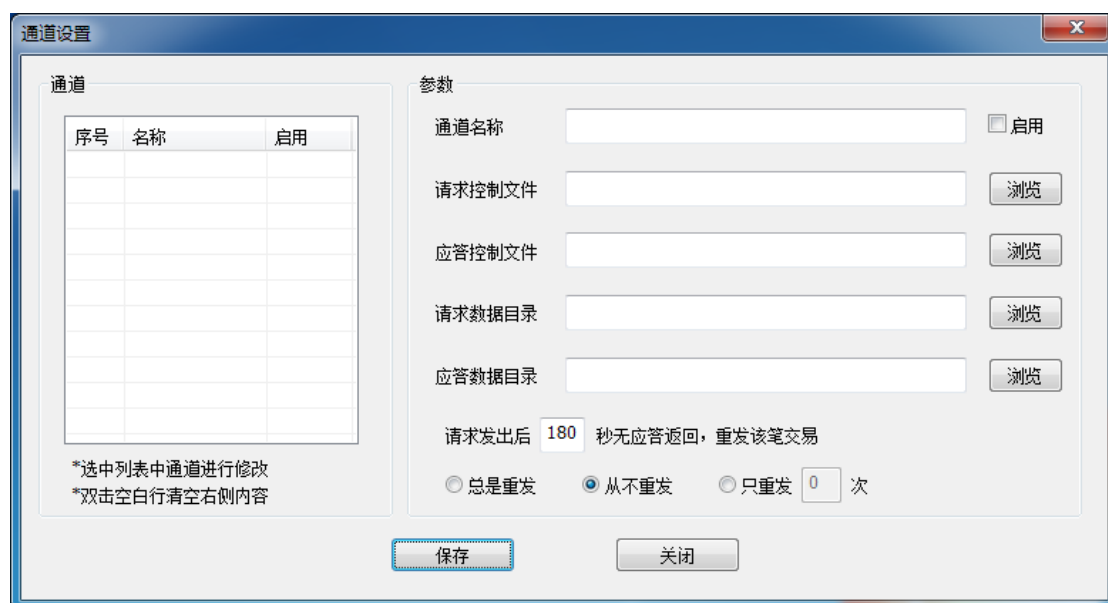 通道设置
通道
序号 名称 启用
*选中列表中通道进行修改
*双击空白行清空右侧内容
参数
通道名称 启用
请求控制文件 浏览
应答控制文件 浏览
请求数据目录 浏览
应答数据目录 浏览
请求发出后 180 秒无应答返回，重发该笔交易
总是重发 从不重发 只重发 0 次
保存 关闭